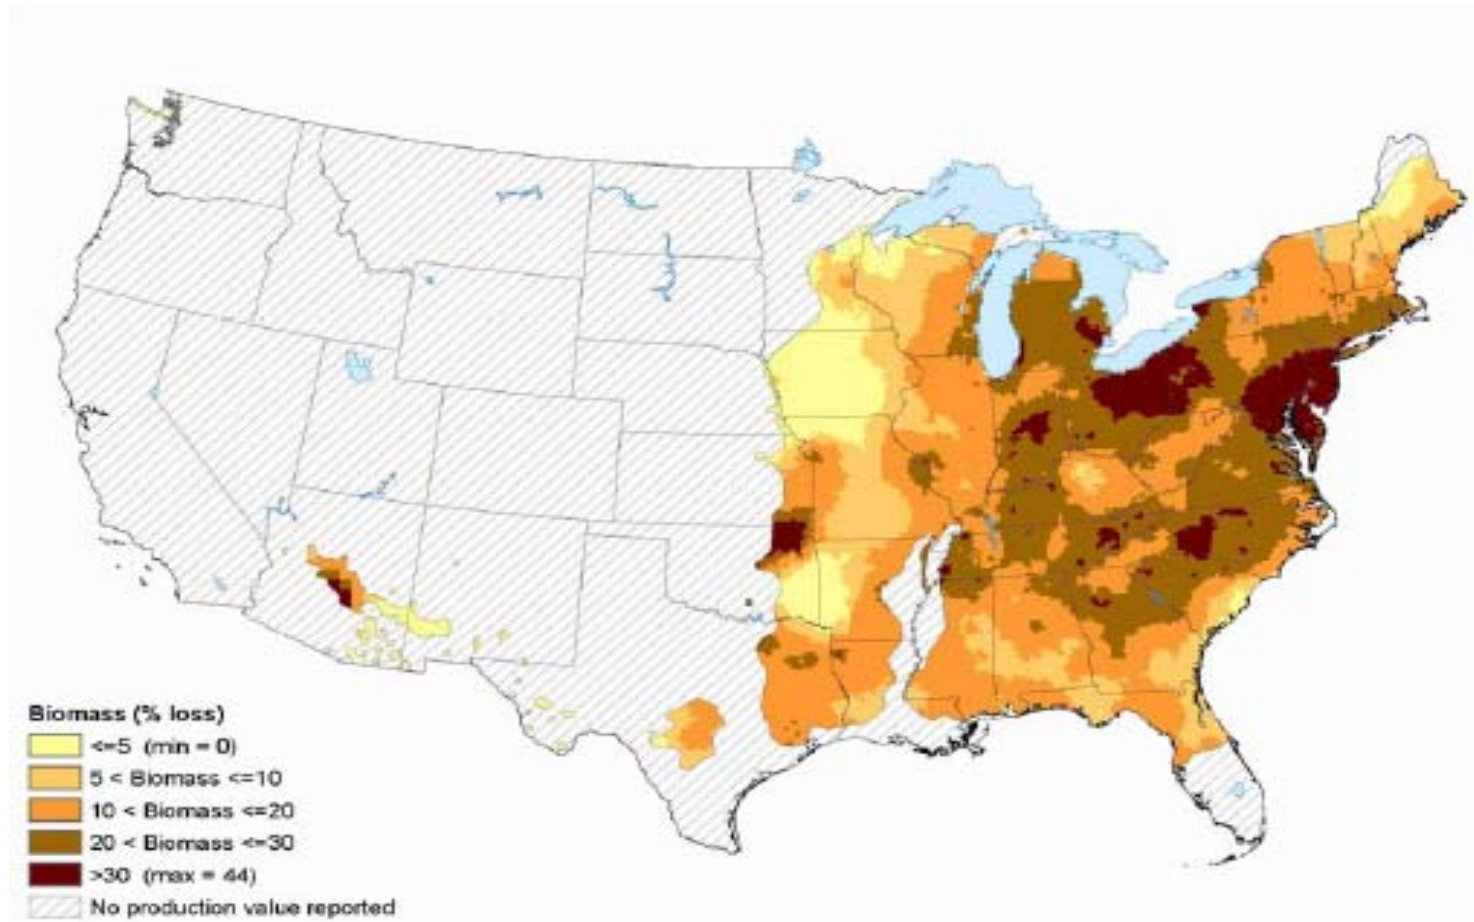 Biomass (% loss)
<=5 (min = 0)
5 < Biomass <=10
10 < Biomass <=20
20 < Biomass <=30
>30 (max = 44)
No production value reported